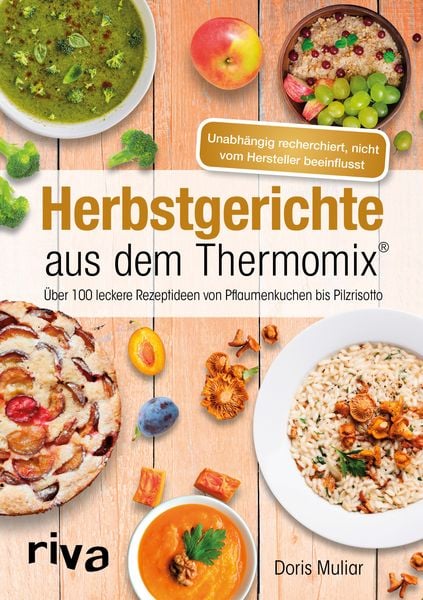 Unabhängig recherchiert, nicht
vom Hersteller beeinflusst
Herbstgerichte
aus dem Thermomix®
Über 100 leckere Rezeptideen von Pflaumenkuchen bis Pilzrisotto
riva
Doris Muliar